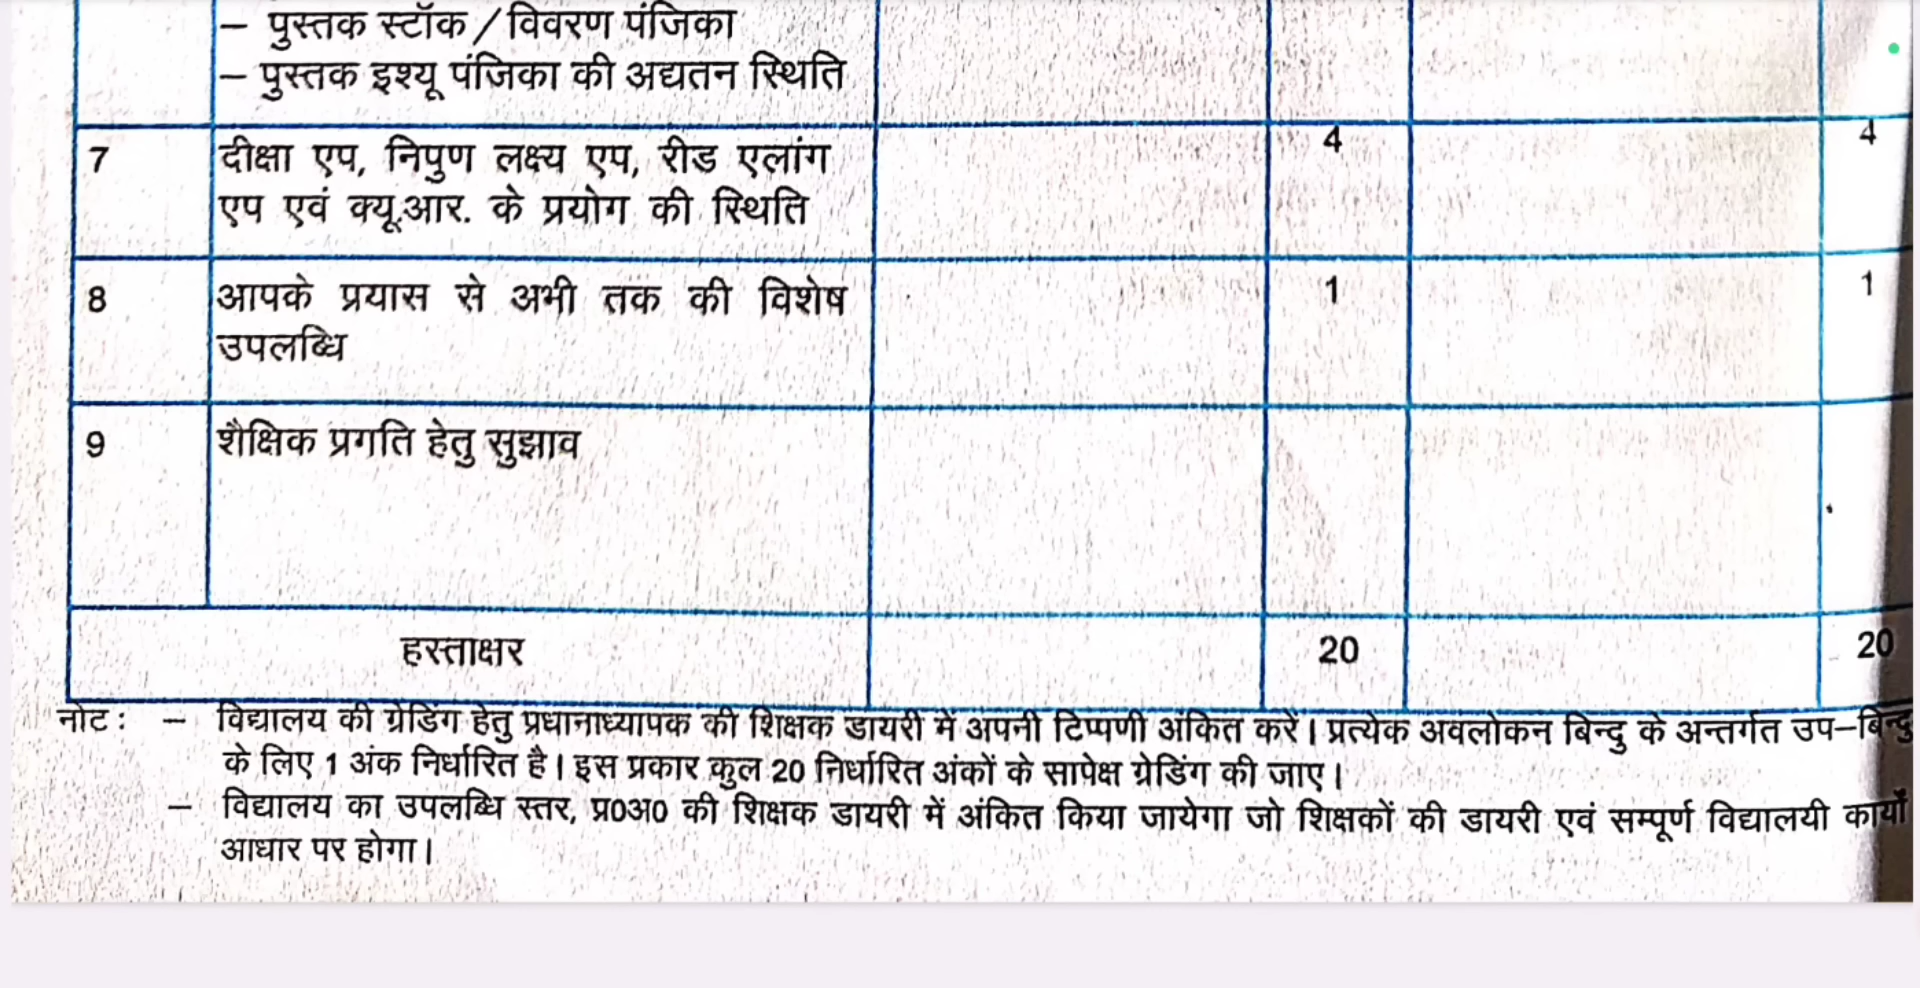 – पुस्तक स्टॉक / विवरण पंजिका
– पुस्तक इश्यू पंजिका की अद्यतन स्थिति
7 दीक्षा एप, निपुण लक्ष्य एप, रीड एलांग 4 4
एप एवं क्यू.आर. के प्रयोग की स्थिति
8 आपके प्रयास से अभी तक की विशेष 1 1
उपलब्धि
9 शैक्षिक प्रगति हेतु सुझाव
हस्ताक्षर 20 20
नोट : – विद्यालय की ग्रेडिंग हेतु प्रधानाध्यापक की शिक्षक डायरी में अपनी टिप्पणी अंकित करें। प्रत्येक अवलोकन बिन्दु के अन्तर्गत उप–बिन्दु
के लिए 1 अंक निर्धारित है। इस प्रकार कुल 20 निर्धारित अंकों के सापेक्ष ग्रेडिंग की जाए।
– विद्यालय का उपलब्धि स्तर, प्र0अ0 की शिक्षक डायरी में अंकित किया जायेगा जो शिक्षकों की डायरी एवं सम्पूर्ण विद्यालयी कार्यों
आधार पर होगा।